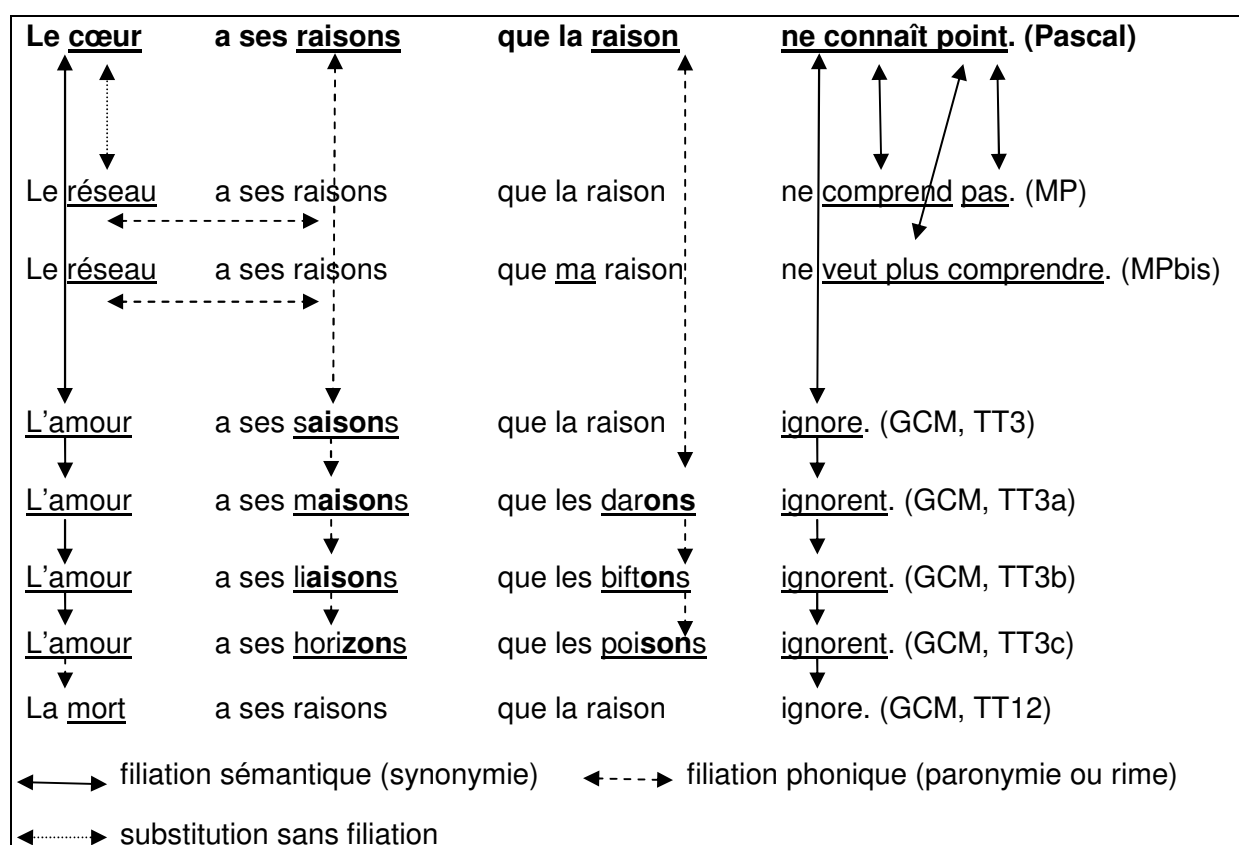 Le cœur a ses raisons que la raison ne connaît point. (Pascal)
Le réseau a ses raisons que la raison ne comprend pas. (MP)
Le réseau a ses raisons que ma raison ne veut plus comprendre. (MPbis)
L'amour a ses saisons que la raison ignore. (GCM, TT3)
L'amour a ses maisons que les darons ignorent. (GCM, TT3a)
L'amour a ses liaisons que les biftons ignorent. (GCM, TT3b)
L'amour a ses horizons que les poisons ignorent. (GCM, TT3c)
La mort a ses raisons que la raison ignore. (GCM, TT12)
filiation sémantique (synonymie) filiation phonique (paronymie ou rime)
substitution sans filiation